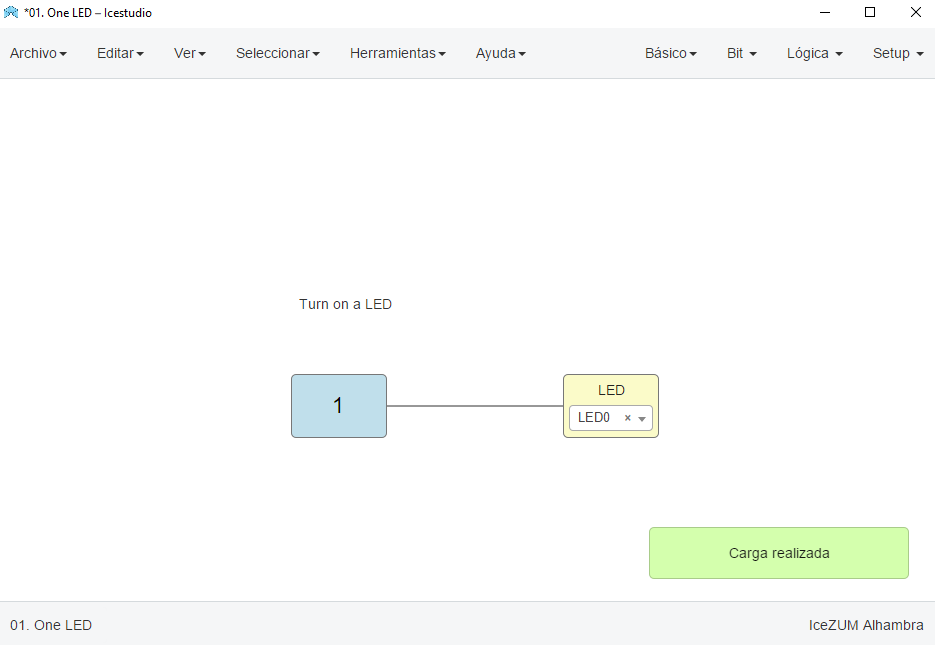 *01. One LED – Icestudio
Archivo Editar Ver Seleccionar Herramientas Ayuda Básico Bit Lógica Setup
Turn on a LED
1
LED
LED0 ×
Carga realizada
01. One LED IceZUM Alhambra